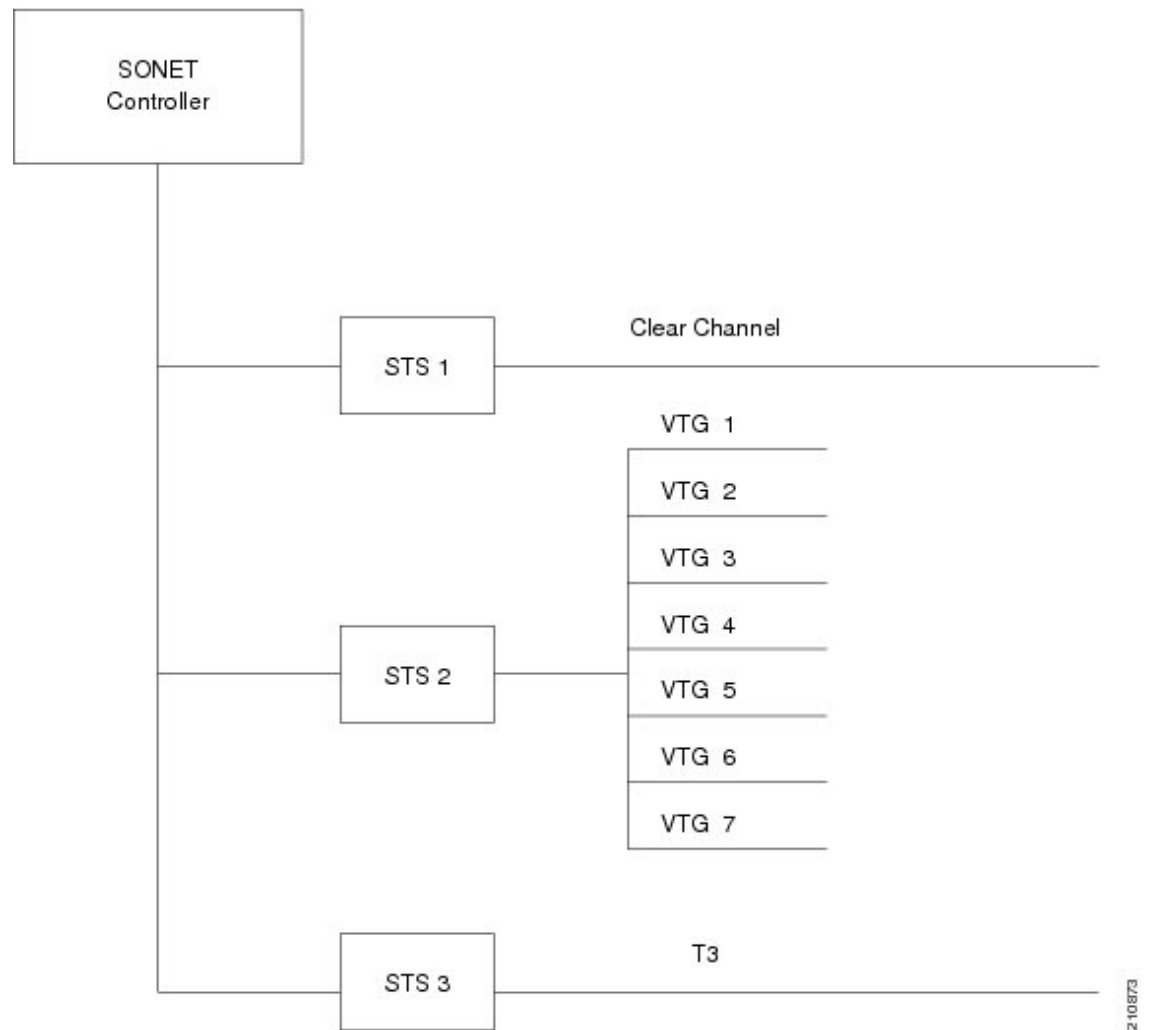 SONET
Controller
STS 1
Clear Channel
VTG 1
VTG 2
VTG 3
VTG 4
STS 2
VTG 5
VTG 6
VTG 7
STS 3
T3
210873